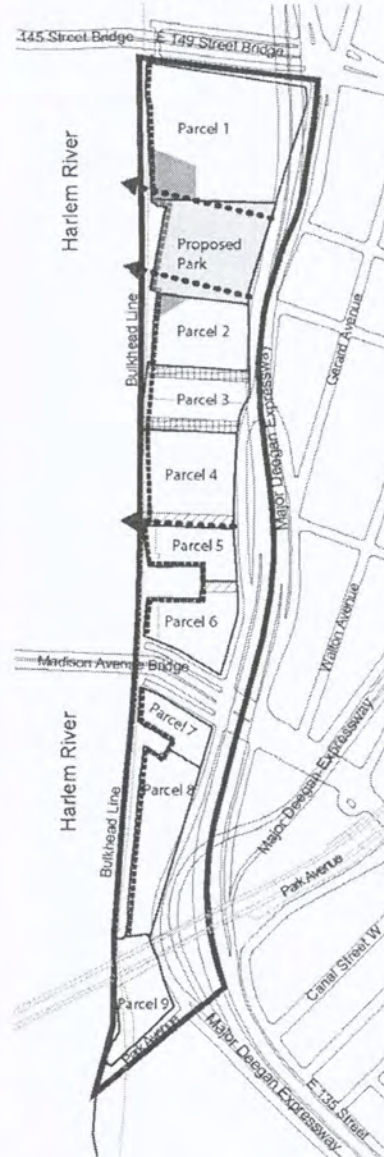 145 Street Bridge
E 149 Street Bridge
Harlem River
Parcel 1
Proposed
Park
Bulkhead Line
Parcel 2
Parcel 3
Parcel 4
Parcel 5
Parcel 6
Major Deegan Expressway
Gerard Avenue
Walton Avenue
Madison Avenue Bridge
Harlem River
Bulkhead Line
Parcel 7
Parcel 8
Major Deegan Expressway
Park Avenue
Canal Street W
Parcel 9
Park Avenue
Major Deegan Expressway
E 135 Street